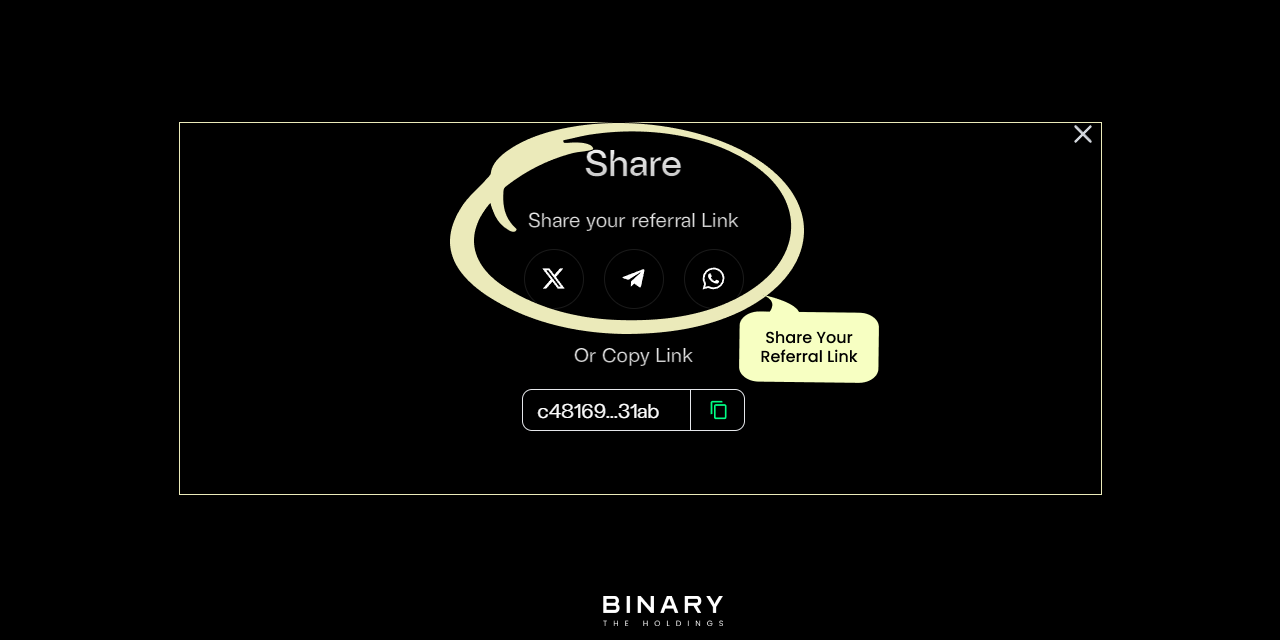 Share
Share your referral Link
Or Copy Link
Share Your
Referral Link
c48169...31ab
BINARY
THE HOLDINGS